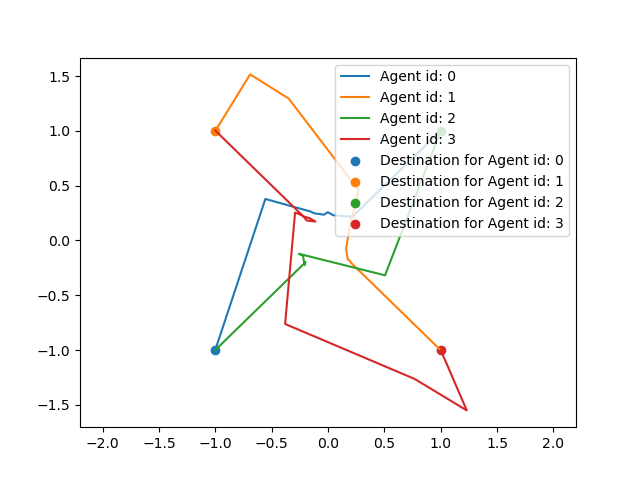 Agent id: 0
Agent id: 1
Agent id: 2
Agent id: 3
Destination for Agent id: 0
Destination for Agent id: 1
Destination for Agent id: 2
Destination for Agent id: 3
1.5
1.0
0.5
0.0
−0.5
−1.0
−1.5
−2.0 −1.5 −1.0 −0.5 0.0 0.5 1.0 1.5 2.0